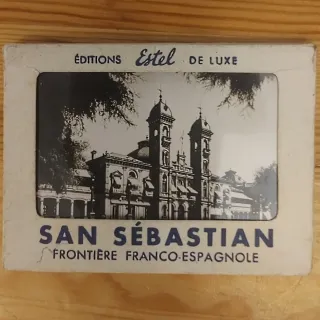 ÉDITIONS Estel DE LUXE
SAN SÉBASTIAN
FRONTIÈRE FRANCO-ESPAGNOLE